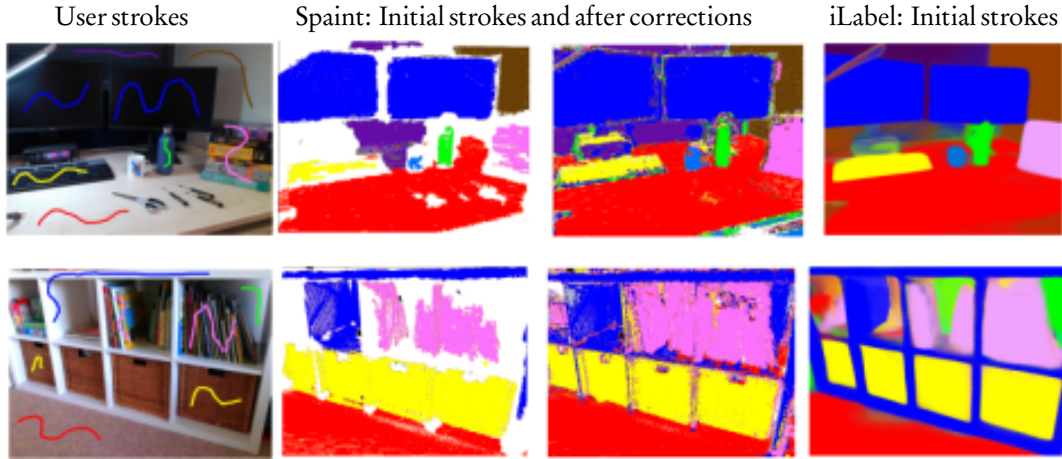 User strokes
Spaint: Initial strokes and after corrections
iLabel: Initial strokes